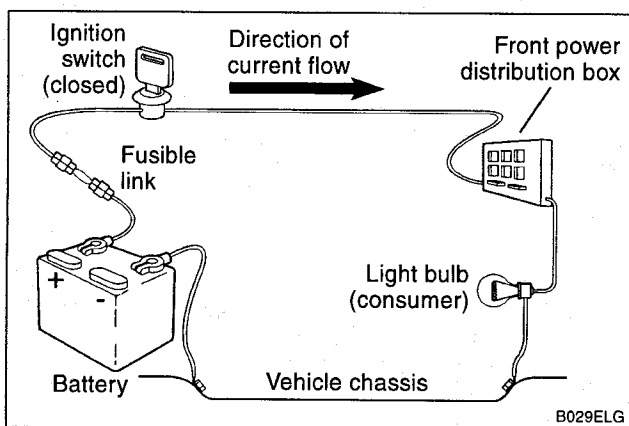 Ignition
switch
(closed)
Direction of
current flow
Front power
distribution box
Fusible
link
+
-
Light bulb
(consumer)
Battery
Vehicle chassis
B029ELG